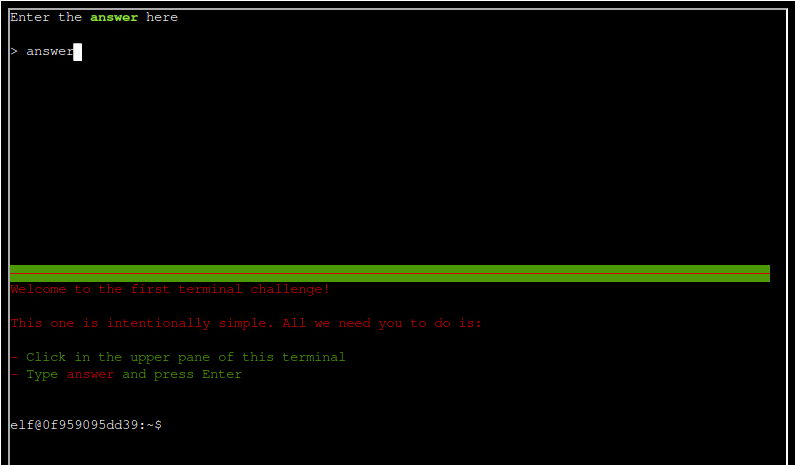 Enter the answer here
> answer
Welcome to the first terminal challenge!
This one is intentionally simple. All we need you to do is:
- Click in the upper pane of this terminal
- Type answer and press Enter
elf@0f959095dd39:~$